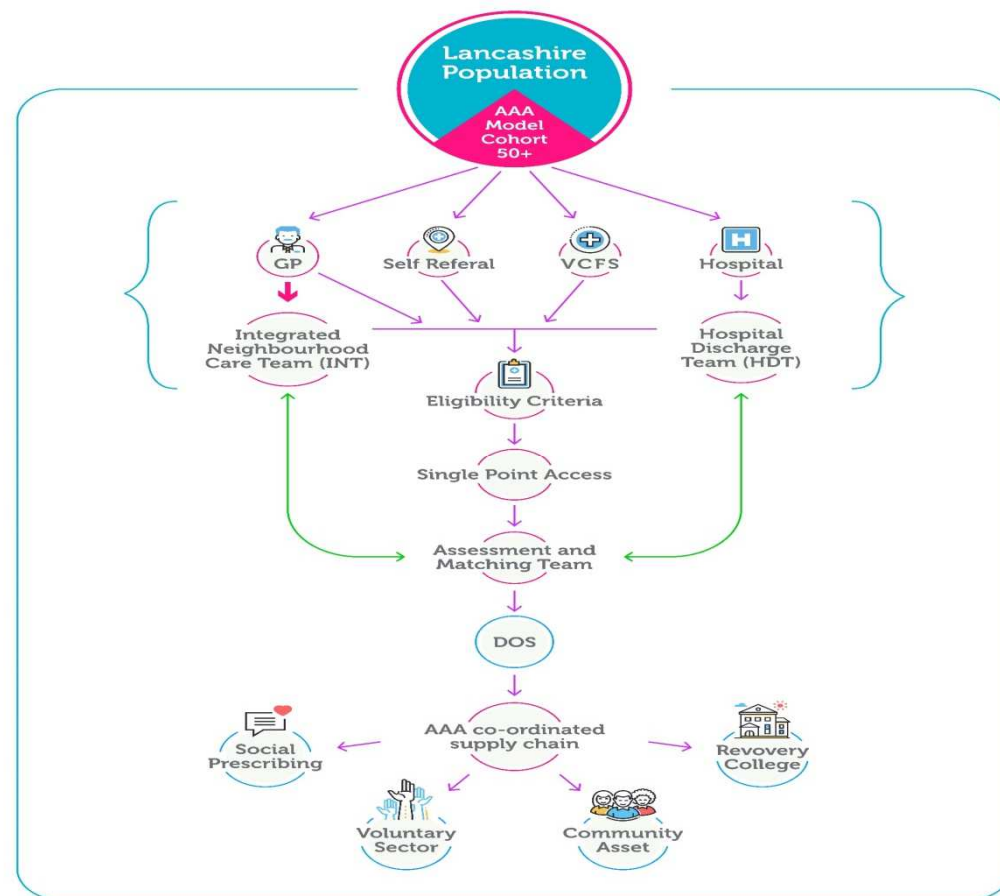 Lancashire
Population
AAA
Model
Cohort
50+
GP
Self Referal
VCFS
H
Hospital
Integrated
Neighbourhood
Care Team (INT)
Hospital
Discharge
Team (HDT)
Eligibility Criteria
Single Point Access
Assessment and
Matching Team
DOS
AAA co-ordinated
supply chain
Social
Prescribing
Revovery
College
Voluntary
Sector
Community
Asset